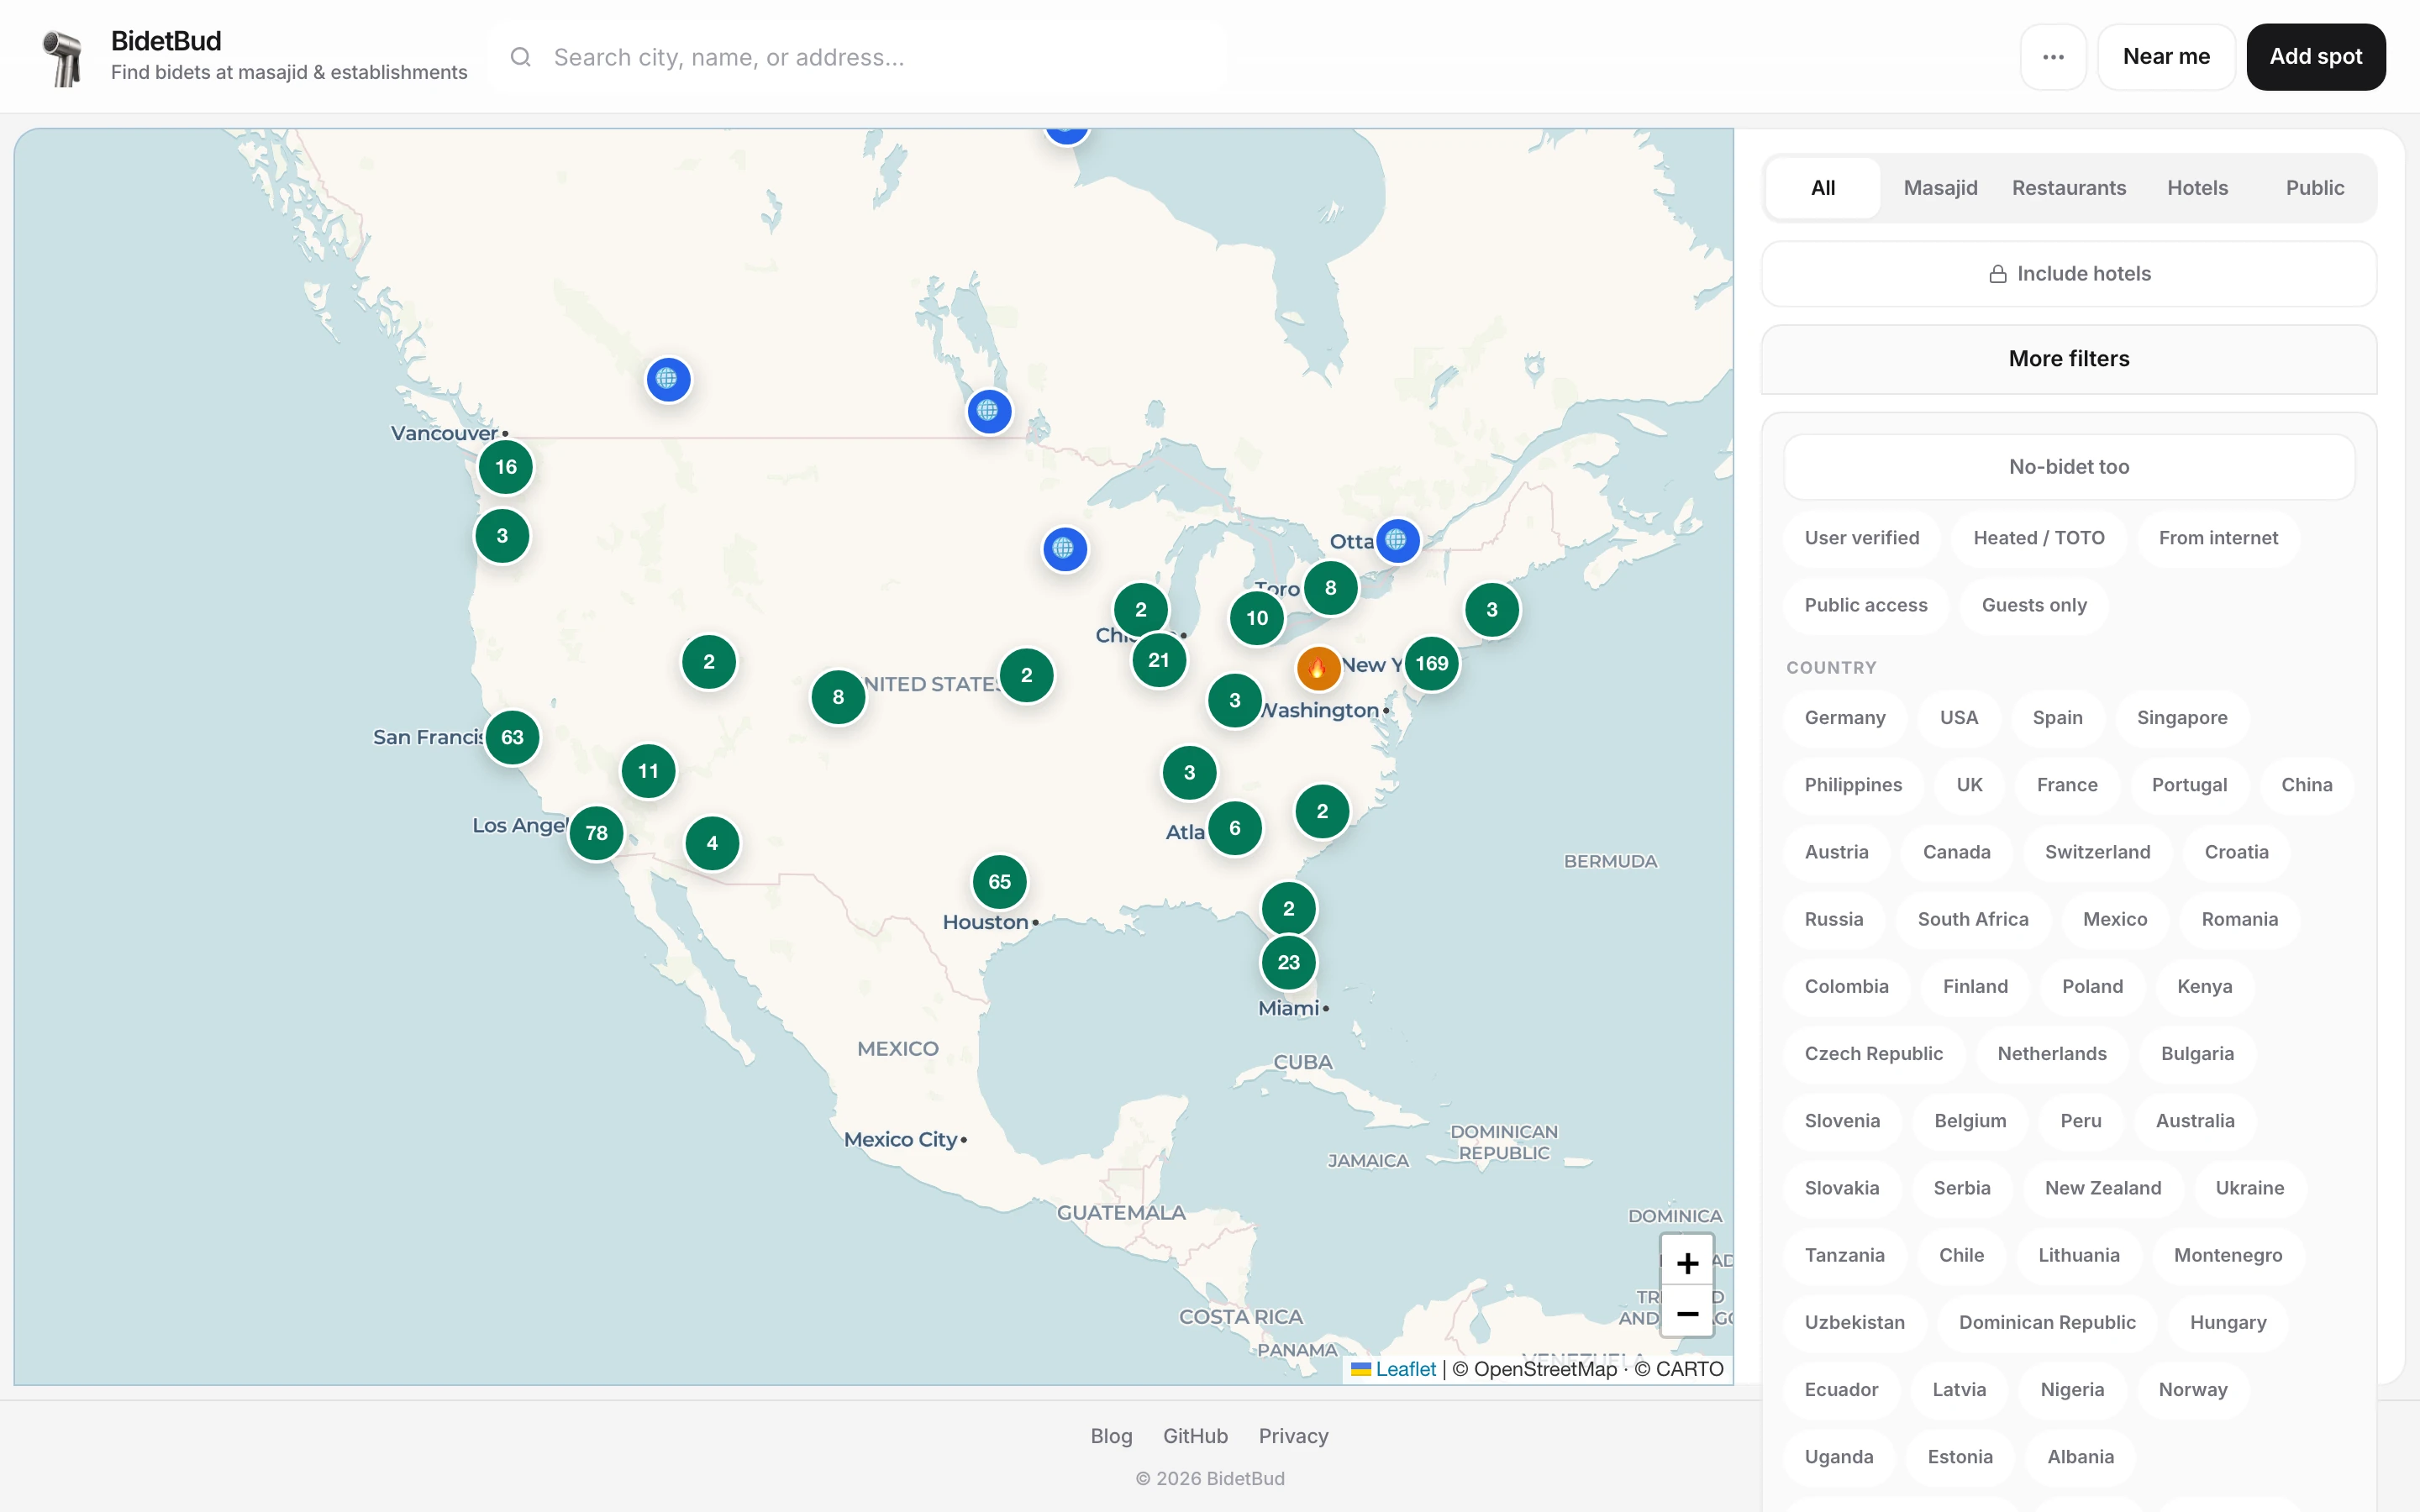 BidetBud
Find bidets at masajid & establishments
Search city, name, or address...
Near me
Add spot
Vancouver
16
3
Otta
Toro
8
10
3
2
Chi
21
2
8
NITED STATES
2
New Y
169
3
Washington
San Francis
63
11
3
Los Angel
78
4
Atla
6
2
BERMUDA
65
Houston
2
23
Miami
MEXICO
CUBA
Mexico City
DOMINICAN
REPUBLIC
JAMAICA
GUATEMALA
DOMINICA
COSTA RICA
PANAMA
VENEZUELA
+
−
Leaflet | © OpenStreetMap · © CARTO
All Masajid Restaurants Hotels Public
Include hotels
More filters
No-bidet too
User verified Heated / TOTO From internet
Public access Guests only
COUNTRY
Germany USA Spain Singapore
Philippines UK France Portugal China
Austria Canada Switzerland Croatia
Russia South Africa Mexico Romania
Colombia Finland Poland Kenya
Czech Republic Netherlands Bulgaria
Slovenia Belgium Peru Australia
Slovakia Serbia New Zealand Ukraine
Tanzania Chile Lithuania Montenegro
Uzbekistan Dominican Republic Hungary
Ecuador Latvia Nigeria Norway
Uganda Estonia Albania
Blog GitHub Privacy
© 2026 BidetBud